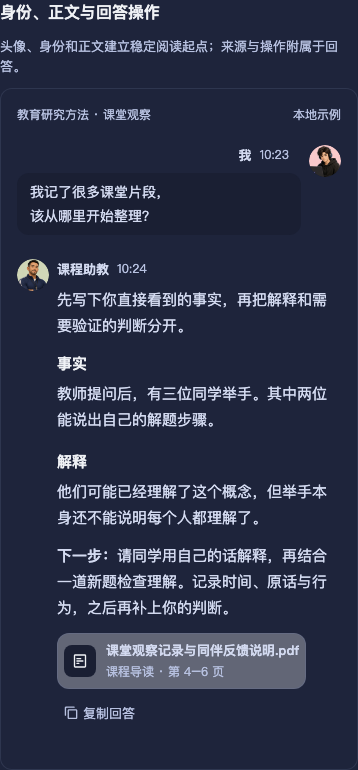 身份、正文与回答操作
头像、身份和正文建立稳定阅读起点；来源与操作附属于回
答。
教育研究方法 · 课堂观察
本地示例
我 10:23
我记了很多课堂片段，
该从哪里开始整理？
课程助教 10:24
先写下你直接看到的事实，再把解释和需
要验证的判断分开。
事实
教师提问后，有三位同学举手。其中两位
能说出自己的解题步骤。
解释
他们可能已经理解了这个概念，但举手本
身还不能说明每个人都理解了。
下一步：请同学用自己的话解释，再结合
一道新题检查理解。记录时间、原话与行
为，之后再补上你的判断。
课堂观察记录与同伴反馈说明.pdf
课程导读 · 第 4—6 页
复制回答